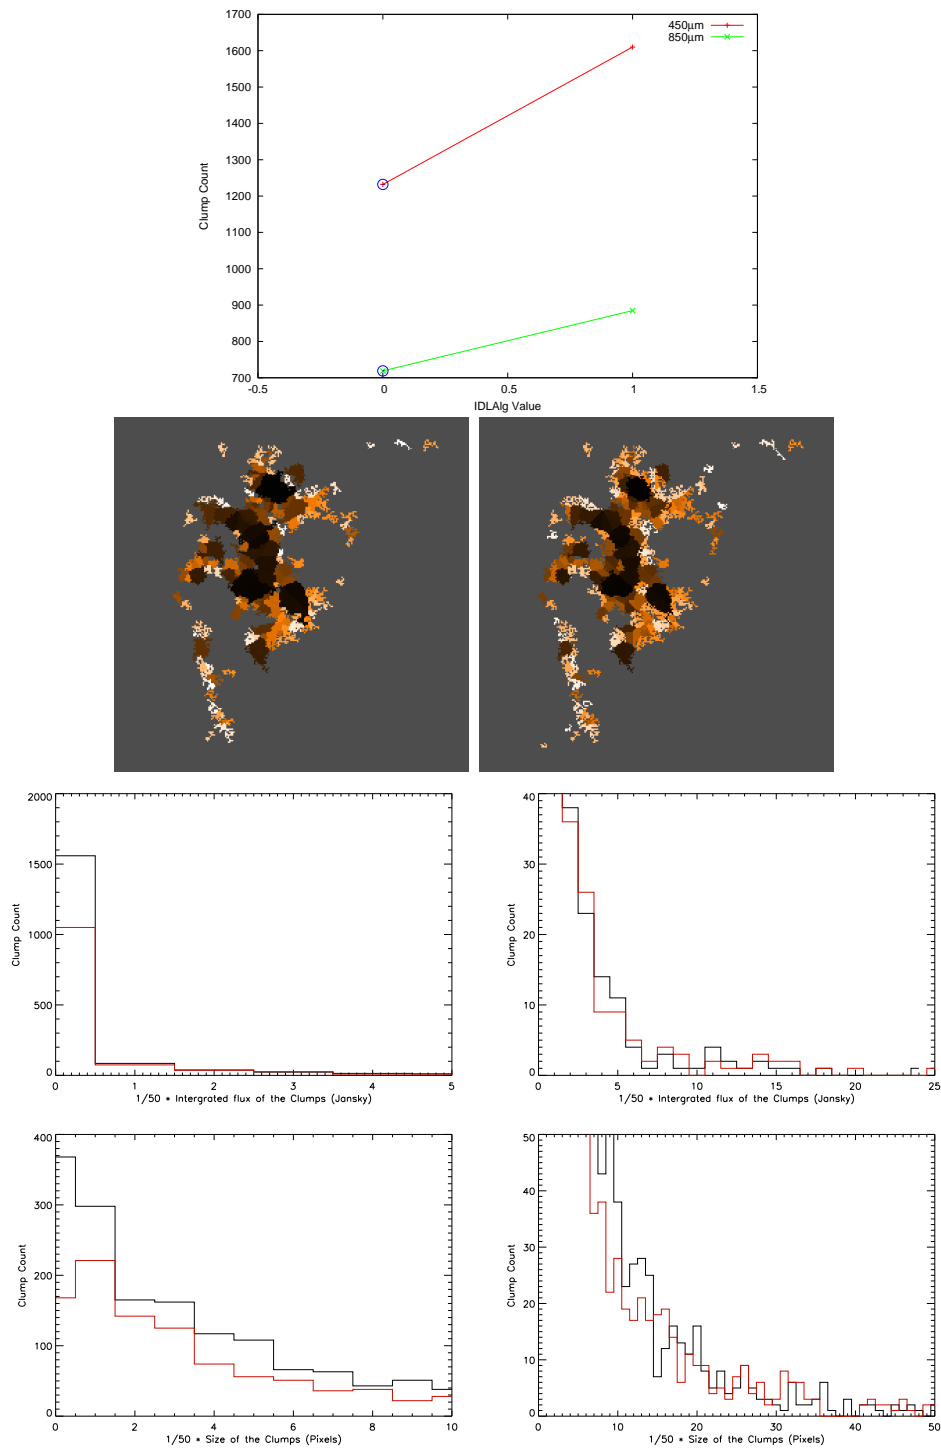 1700
1600
1500
1400
1300
1200
1100
1000
900
800
700
Clump Count
450μm
850μm
-0.5 0 0.5 1 1.5
IDLAlg Value
2000
1500
1000
500
0
Clump Count
0 1 2 3 4 5
1/50 * Intergrated flux of the Clumps (Jansky)
40
30
20
10
0
Clump Count
0 5 10 15 20 25
1/50 * Intergrated flux of the Clumps (Jansky)
400
300
200
100
0
Clump Count
0 2 4 6 8 10
1/50 * Size of the Clumps (Pixels)
50
40
30
20
10
0
Clump Count
0 10 20 30 40 50
1/50 * Size of the Clumps (Pixels)